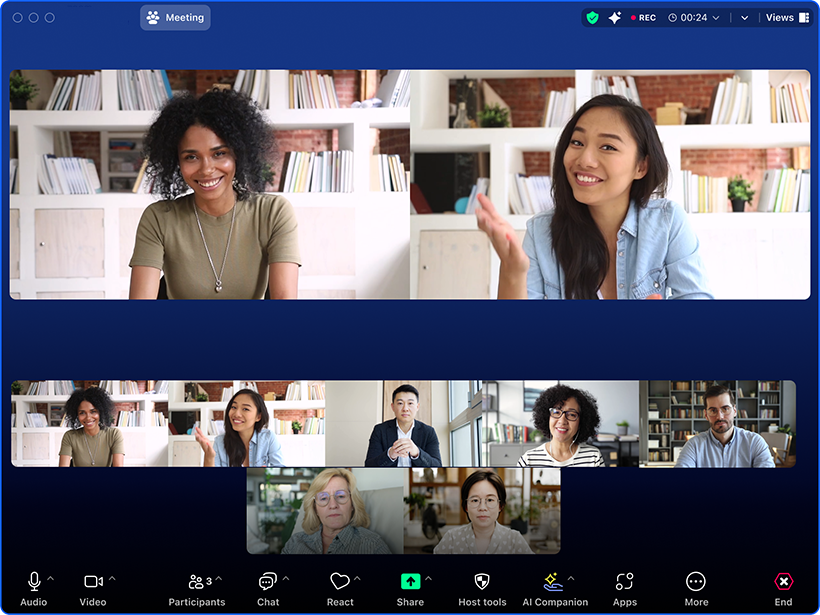 Meeting
REC 00:24 Views
3
Audio Video Participants Chat React Share Host tools AI Companion Apps More End